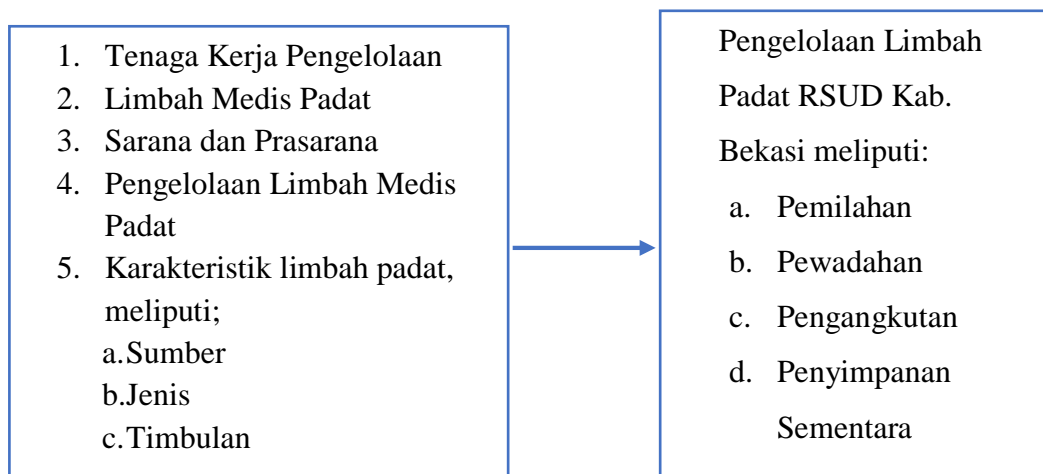 1. Tenaga Kerja Pengelolaan
2. Limbah Medis Padat
3. Sarana dan Prasarana
4. Pengelolaan Limbah Medis
Padat
5. Karakteristik limbah padat,
meliputi;
a.Sumber
b.Jenis
c.Timbulan
Pengelolaan Limbah
Padat RSUD Kab.
Bekasi meliputi:
a. Pemilahan
b. Pewadahan
c. Pengangkutan
d. Penyimpanan
Sementara